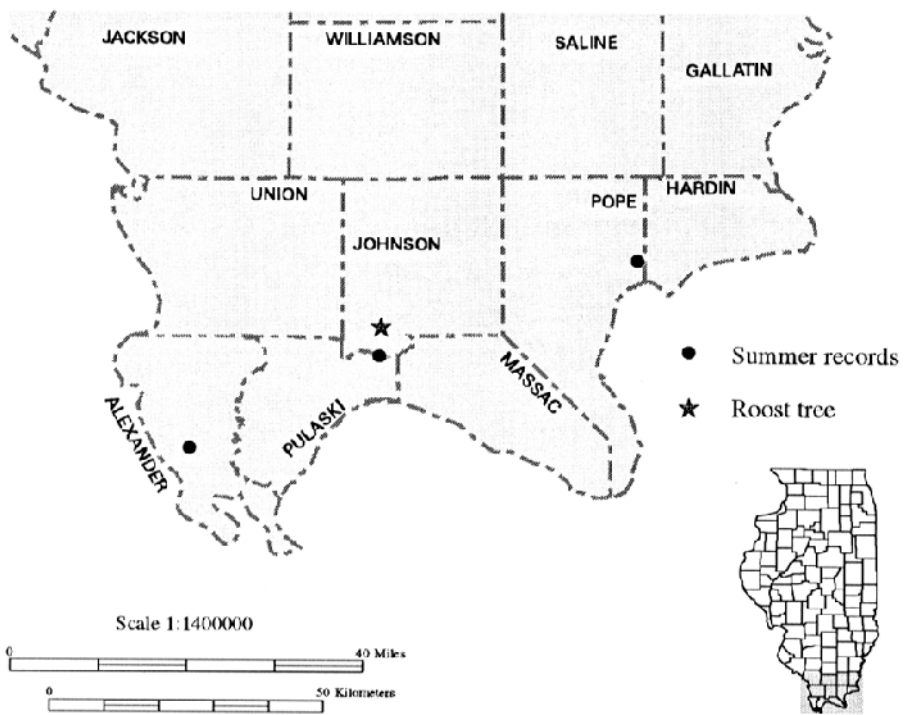 JACKSON
WILLIAMSON
SALINE
GALLATIN
UNION
POPE
HARDIN
JOHNSON
MASSAC
ALEXANDER
PULASKI
Summer records
Roost tree
Scale 1:1400000
0 40 Miles
0 50 Kilometers